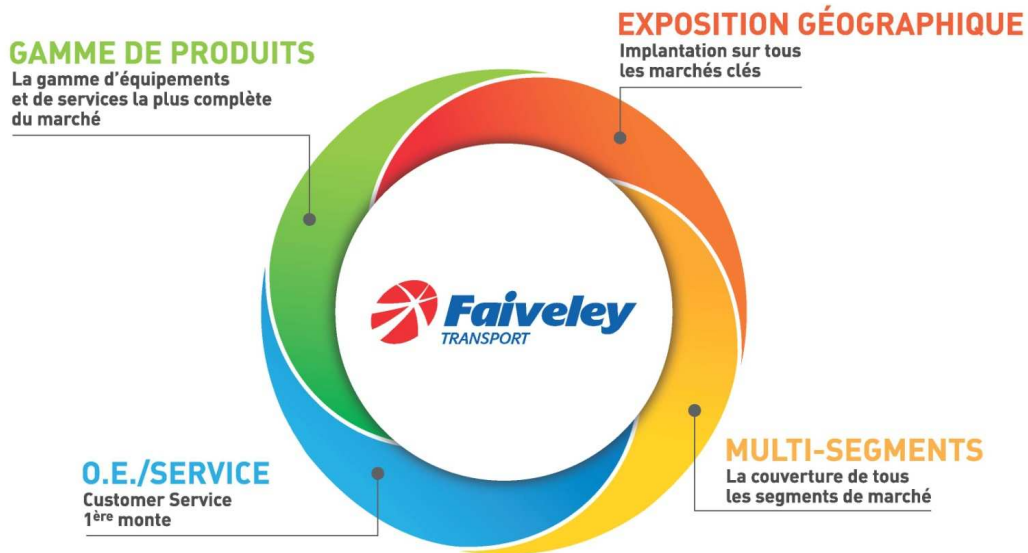 GAMME DE PRODUITS
La gamme d'équipements
et de services la plus complète
du marché
EXPOSITION GÉOGRAPHIQUE
Implantation sur tous
les marchés clés
Faiveley
TRANSPORT
O.E./SERVICE
Customer Service
1ère monte
MULTI-SEGMENTS
La couverture de tous
les segments de marché